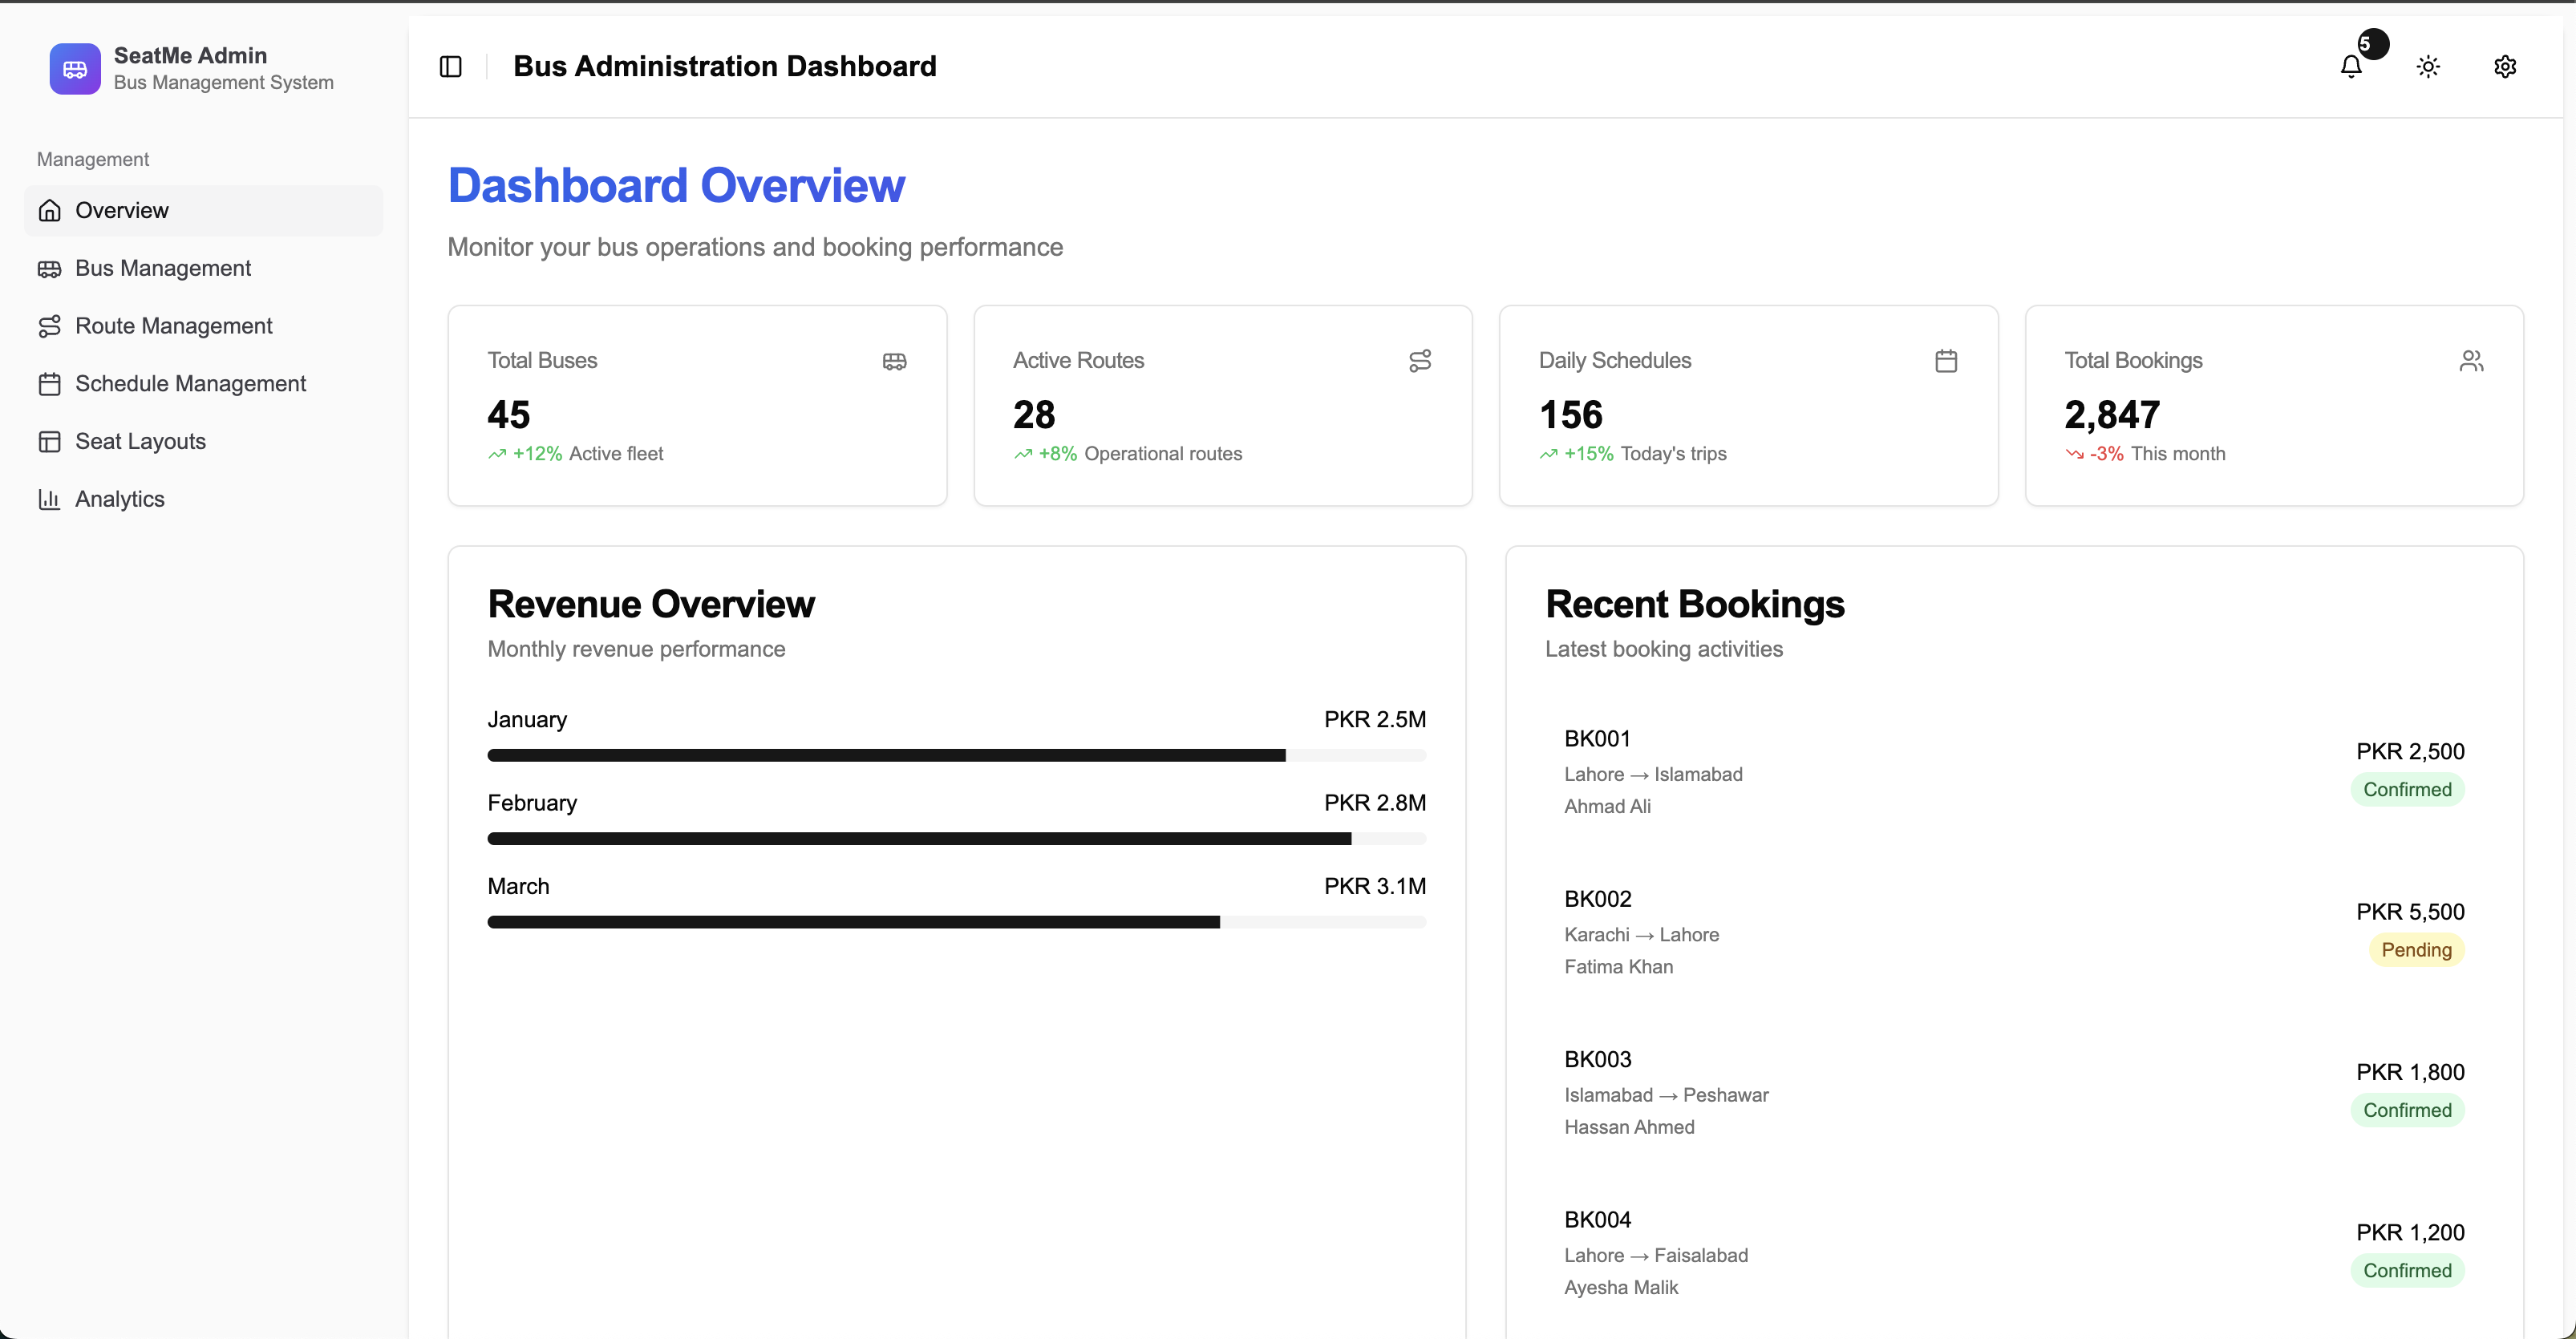 SeatMe Admin
Bus Management System
Management
Overview
Bus Management
Route Management
Schedule Management
Seat Layouts
Analytics
Bus Administration Dashboard
5
Dashboard Overview
Monitor your bus operations and booking performance
Total Buses
45
+12% Active fleet
Active Routes
28
+8% Operational routes
Daily Schedules
156
+15% Today's trips
Total Bookings
2,847
-3% This month
Revenue Overview
Monthly revenue performance
January PKR 2.5M
February PKR 2.8M
March PKR 3.1M
Recent Bookings
Latest booking activities
BK001
Lahore → Islamabad
Ahmad Ali
PKR 2,500
Confirmed
BK002
Karachi → Lahore
Fatima Khan
PKR 5,500
Pending
BK003
Islamabad → Peshawar
Hassan Ahmed
PKR 1,800
Confirmed
BK004
Lahore → Faisalabad
Ayesha Malik
PKR 1,200
Confirmed